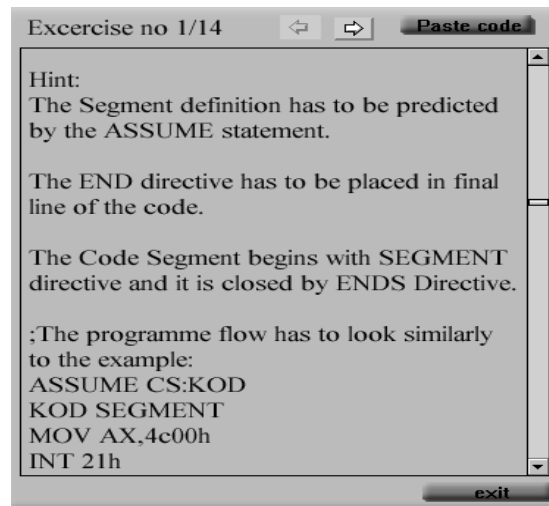 Excercise no 1/14
Paste code
Hint:
The Segment definition has to be predicted
by the ASSUME statement.
The END directive has to be placed in final
line of the code.
The Code Segment begins with SEGMENT
directive and it is closed by ENDS Directive.
;The programme flow has to look similarly
to the example:
ASSUME CS:KOD
KOD SEGMENT
MOV AX,4c00h
INT 21h
exit